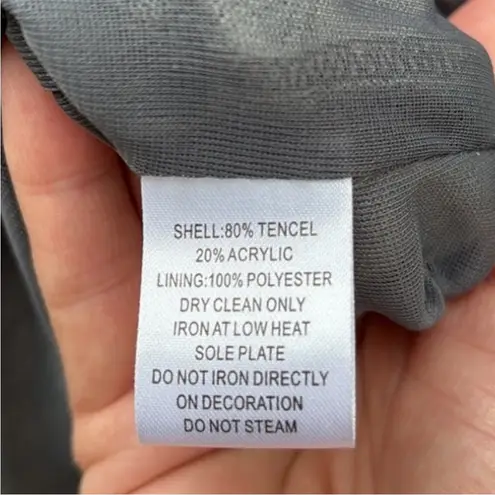 SHELL:80% TENCEL
20% ACRYLIC
LINING:100% POLYESTER
DRY CLEAN ONLY
IRON AT LOW HEAT
SOLE PLATE
DO NOT IRON DIRECTLY
ON DECORATION
DO NOT STEAM